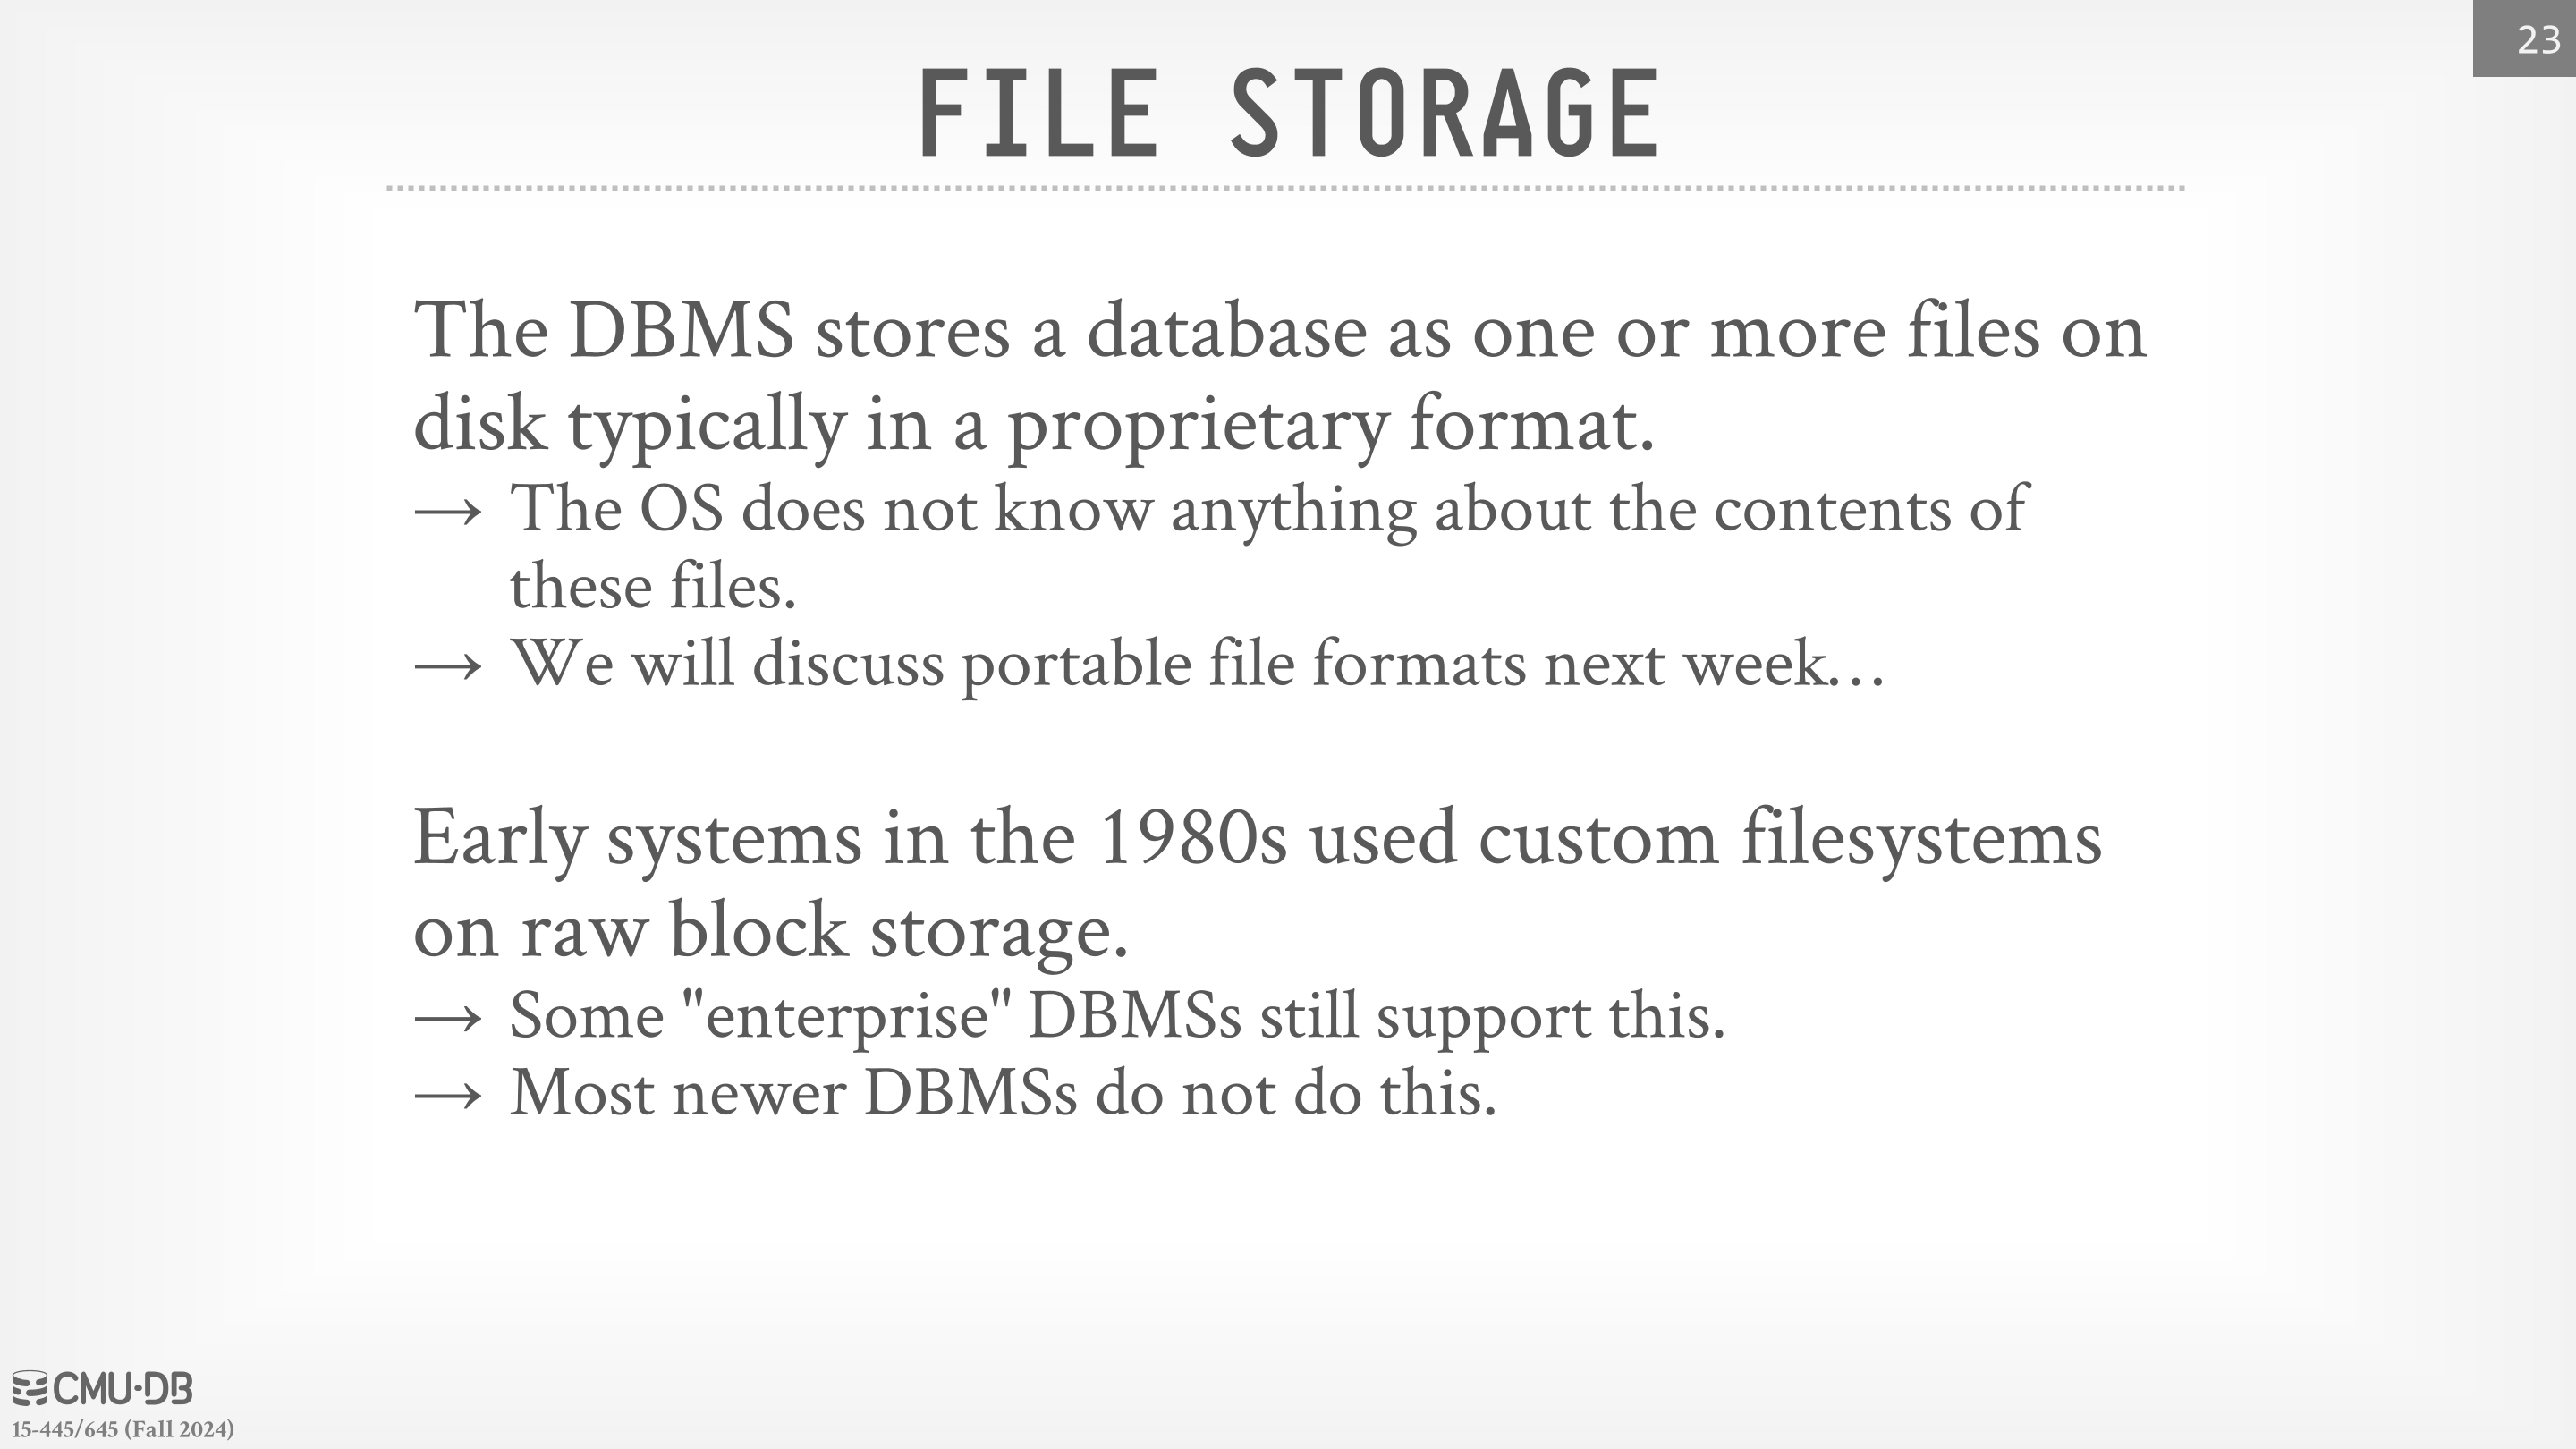 23
FILE STORAGE
The DBMS stores a database as one or more files on
disk typically in a proprietary format.
→ The OS does not know anything about the contents of
these files.
→ We will discuss portable file formats next week…
Early systems in the 1980s used custom filesystems
on raw block storage.
→ Some "enterprise" DBMSs still support this.
→ Most newer DBMSs do not do this.
CMU·DB
15-445/645 (Fall 2024)